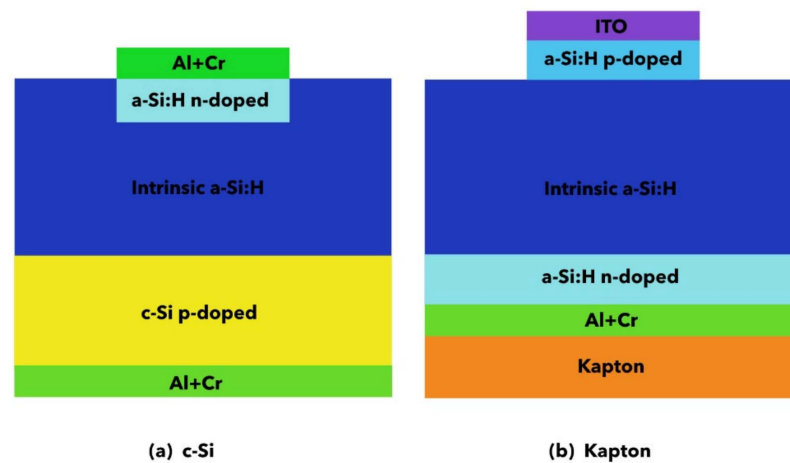 Al+Cr
a-Si:H n-doped
Intrinsic a-Si:H
c-Si p-doped
Al+Cr
(a) c-Si
ITO
a-Si:H p-doped
Intrinsic a-Si:H
a-Si:H n-doped
Al+Cr
Kapton
(b) Kapton